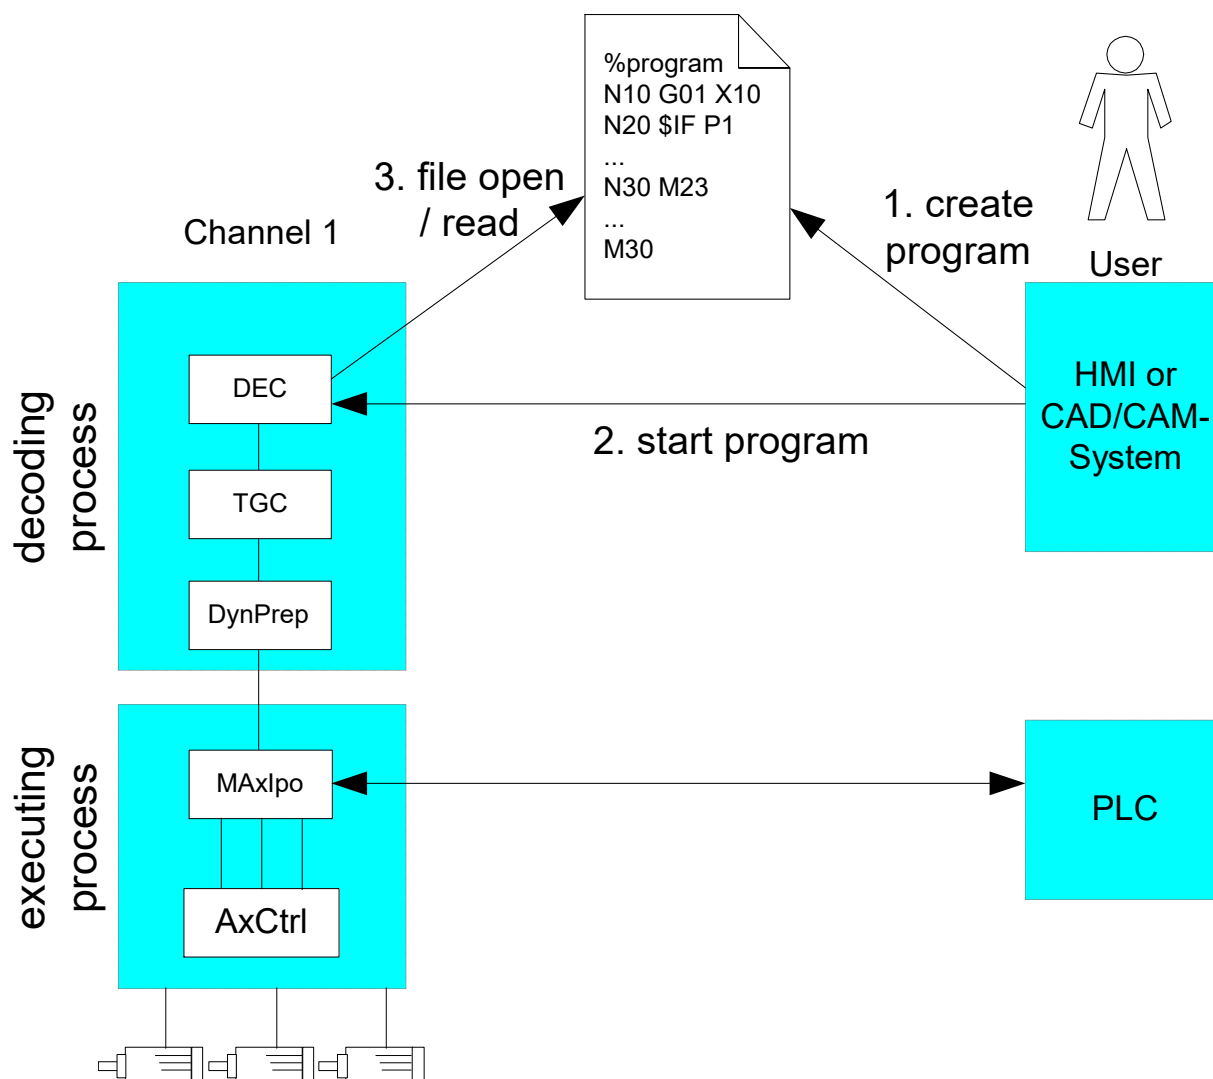 %program
N10 G01 X10
N20 $IF P1
...
N30 M23
...
M30
3. file open
/ read
1. create
program
Channel 1
User
decoding
process
DEC
TGC
DynPrep
2. start program
HMI or
CAD/CAM-
System
executing
process
MAxIpo
AxCtrl
PLC